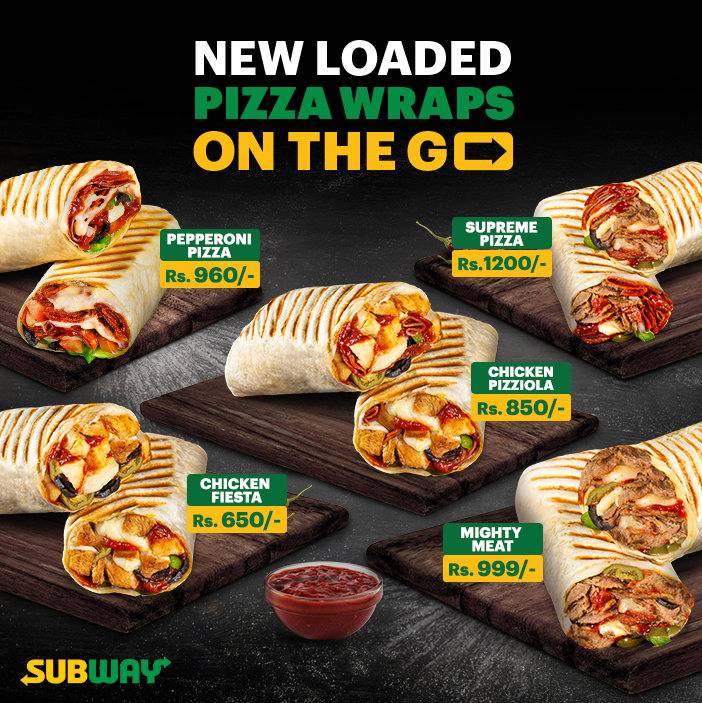 NEW LOADED
PIZZA WRAPS
ON THE GO
PEPPERONI
PIZZA
Rs. 960/-
SUPREME
PIZZA
Rs.1200/-
CHICKEN
PIZZIOLA
Rs. 850/-
CHICKEN
FIESTA
Rs. 650/-
MIGHTY
MEAT
Rs. 999/-
SUBWAY